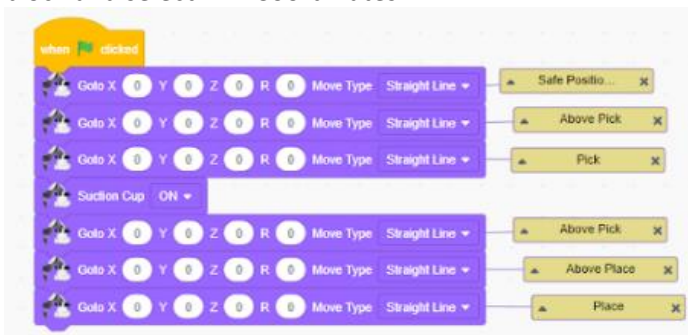 when clicked
Goto X 0 Y 0 Z 0 R 0 Move Type Straight Line Safe Positio...
Goto X 0 Y 0 Z 0 R 0 Move Type Straight Line Above Pick
Goto X 0 Y 0 Z 0 R 0 Move Type Straight Line Pick
Suction Cup ON
Goto X 0 Y 0 Z 0 R 0 Move Type Straight Line Above Pick
Goto X 0 Y 0 Z 0 R 0 Move Type Straight Line Above Place
Goto X 0 Y 0 Z 0 R 0 Move Type Straight Line Place